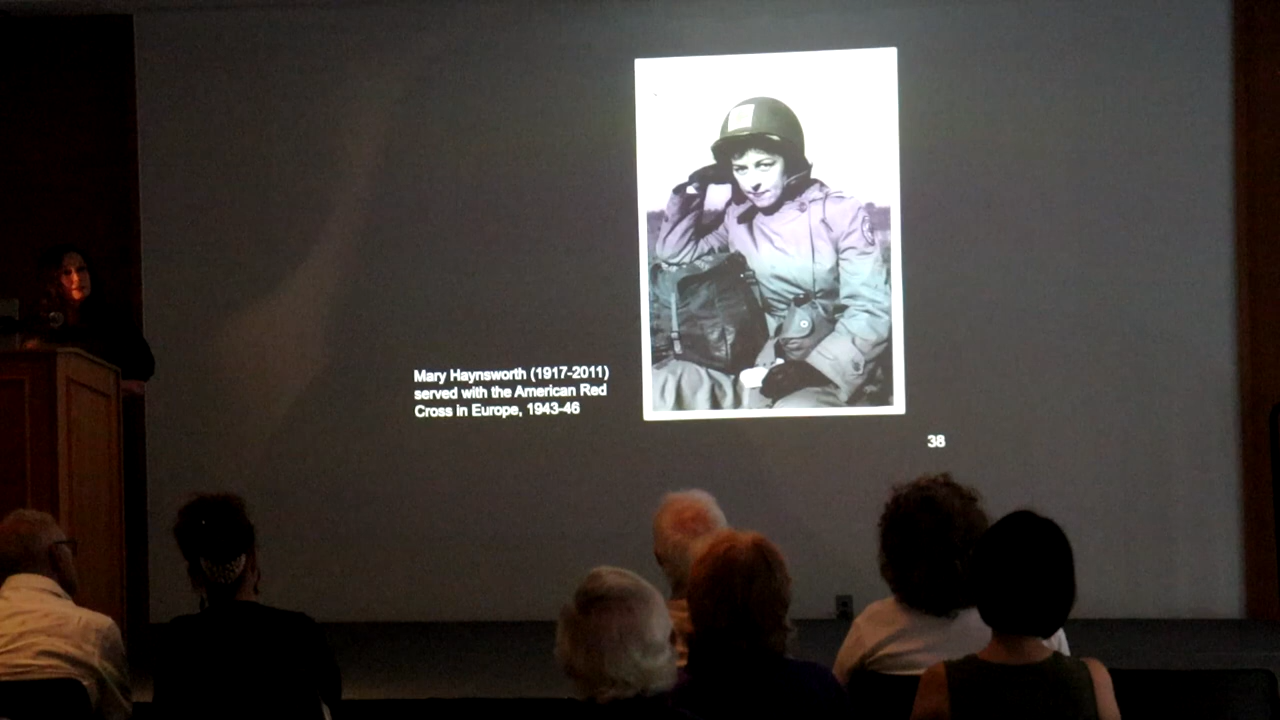 Mary Haynsworth (1917-2011)
served with the American Red
Cross in Europe, 1943-46
38